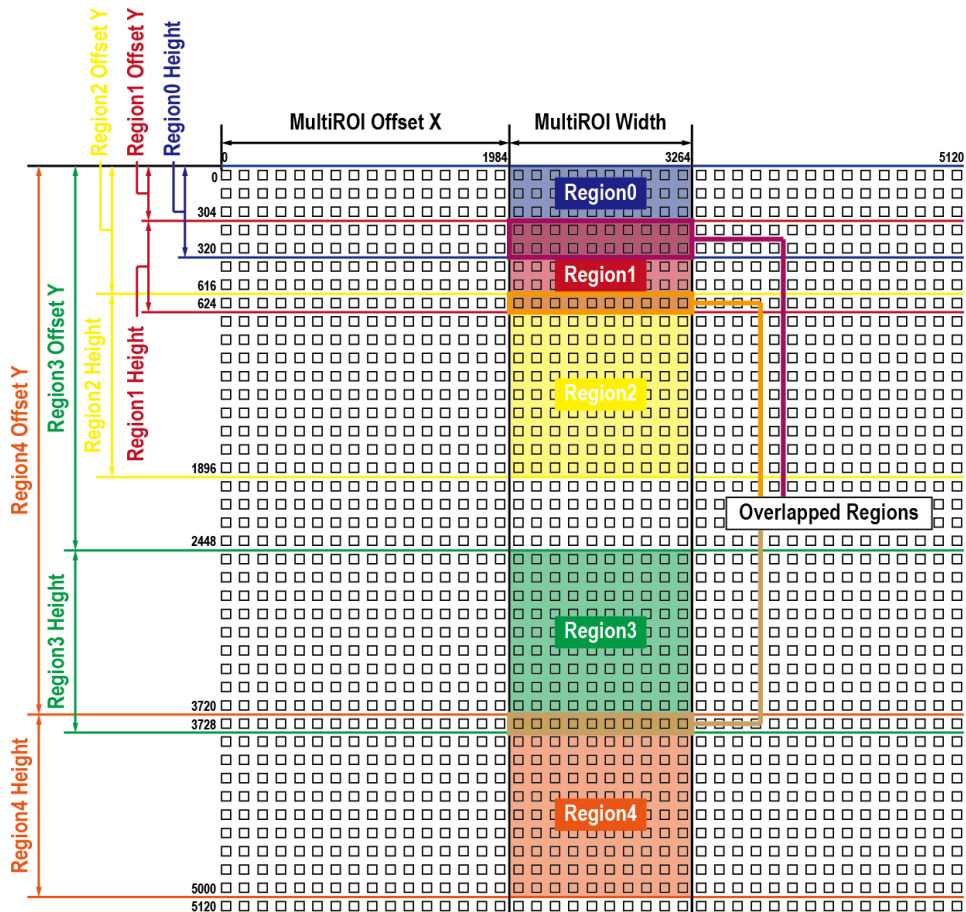 Region2 Offset Y
Region1 Offset Y
Region0 Height
MultiROI Offset X
MultiROI Width
0
1984
3264
5120
0
Region0
304
320
Region1
616
624
Region2 Height
Region1 Height
Region3 Offset Y
Region4 Offset Y
Region2
1896
Overlapped Regions
2448
Region3 Height
Region3
3720
3728
Region4 Height
Region4
5000
5120